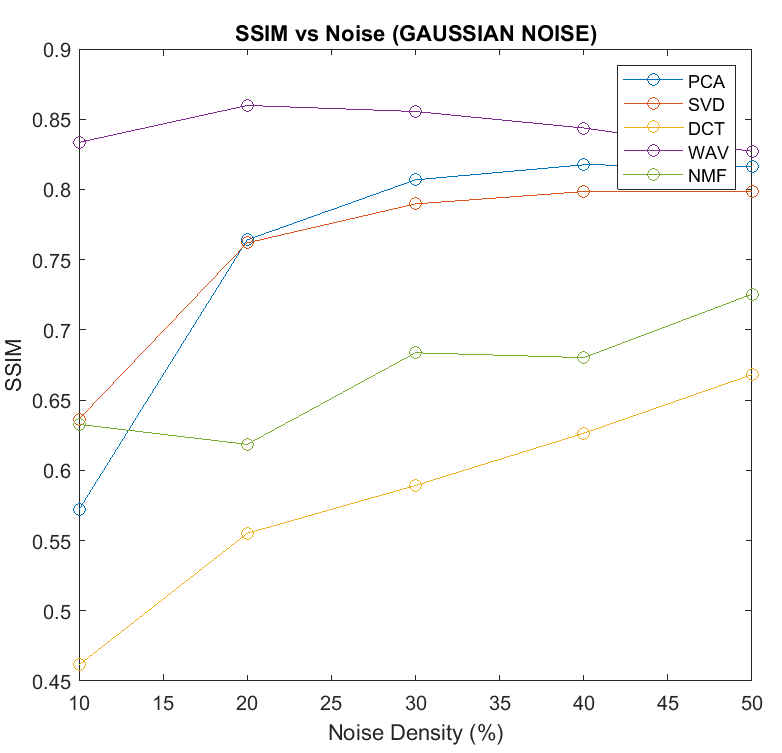 SSIM vs Noise (GAUSSIAN NOISE)
0.9
0.85
0.8
0.75
0.7
0.65
0.6
0.55
0.5
0.45
SSIM
PCA
SVD
DCT
WAV
NMF
10 15 20 25 30 35 40 45 50
Noise Density (%)